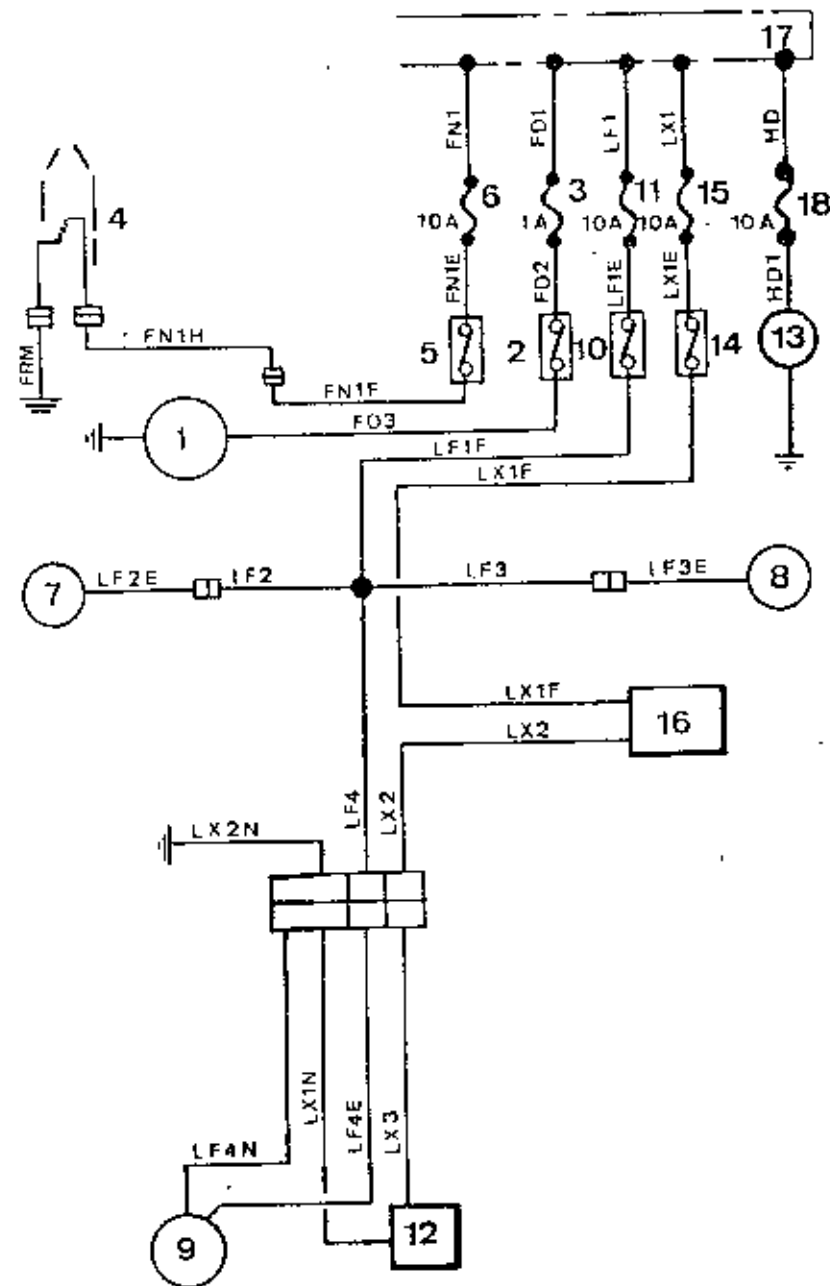 17
FN1
FD1
LF1
LX1
HD
6
3
11
15
18
10A
1A
10A
10A
10A
4
FN1E
FD2
LF1E
LX1E
HD1
5
2
10
14
13
FRM
FN1H
FN1F
1
FD3
LF1F
LX1F
7
LF2E
LF2
LF3
LF3E
8
LX1F
16
LX2
LF4
LX2
LX2N
LX1N
LF4E
LX3
LF4N
9
12